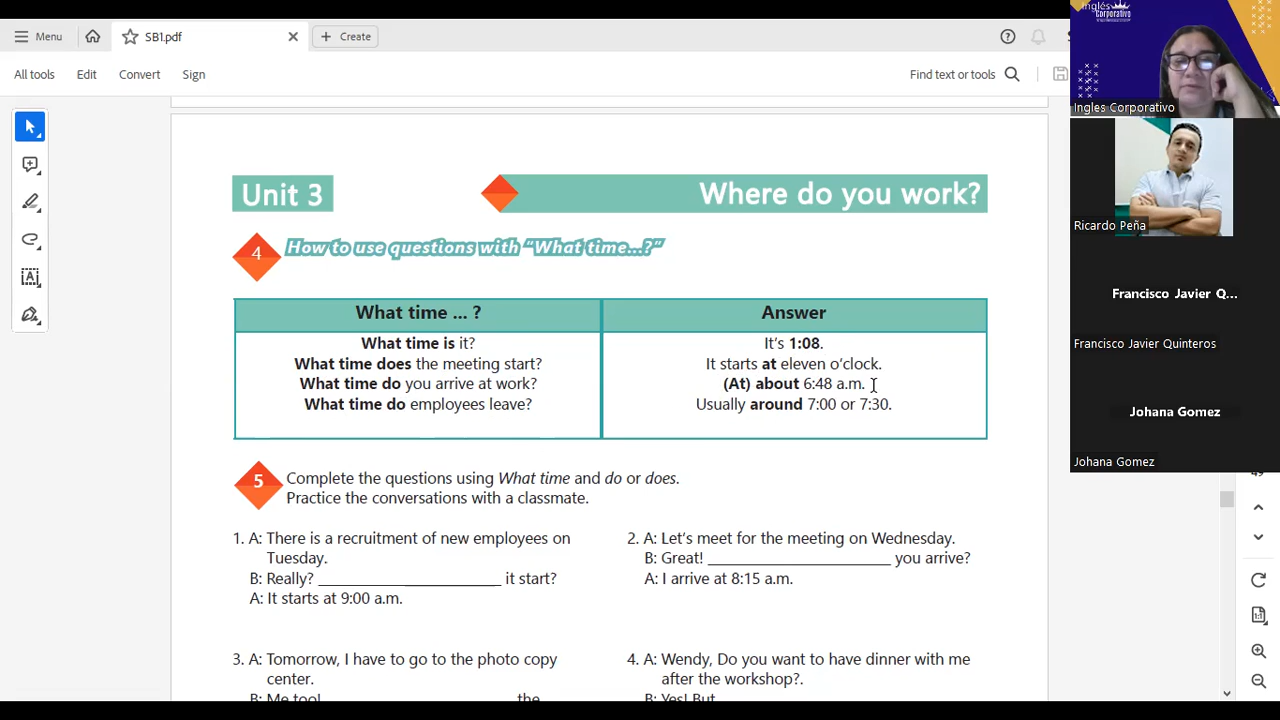 Menu
SB1.pdf
Create
All tools
Edit
Convert
Sign
Find text or tools
Unit 3
Where do you work?
4
How to use questions with “What time...?”
What time ... ?
Answer
What time is it?
It’s 1:08.
What time does the meeting start?
It starts at eleven o’clock.
What time do you arrive at work?
(At) about 6:48 a.m.
What time do employees leave?
Usually around 7:00 or 7:30.
5
Complete the questions using What time and do or does.
Practice the conversations with a classmate.
1. A: There is a recruitment of new employees on
Tuesday.
B: Really? ____________________ it start?
A: It starts at 9:00 a.m.
2. A: Let’s meet for the meeting on Wednesday.
B: Great! ____________________ you arrive?
A: I arrive at 8:15 a.m.
3. A: Tomorrow, I have to go to the photo copy
center.
B: Me too! ____________________ the
4. A: Wendy, Do you want to have dinner with me
after the workshop?.
B: Yes! But
Inglés
Corporativo
Ingles Corporativo
Ricardo Peña
Francisco Javier Q...
Francisco Javier Quinteros
Johana Gomez
Johana Gomez